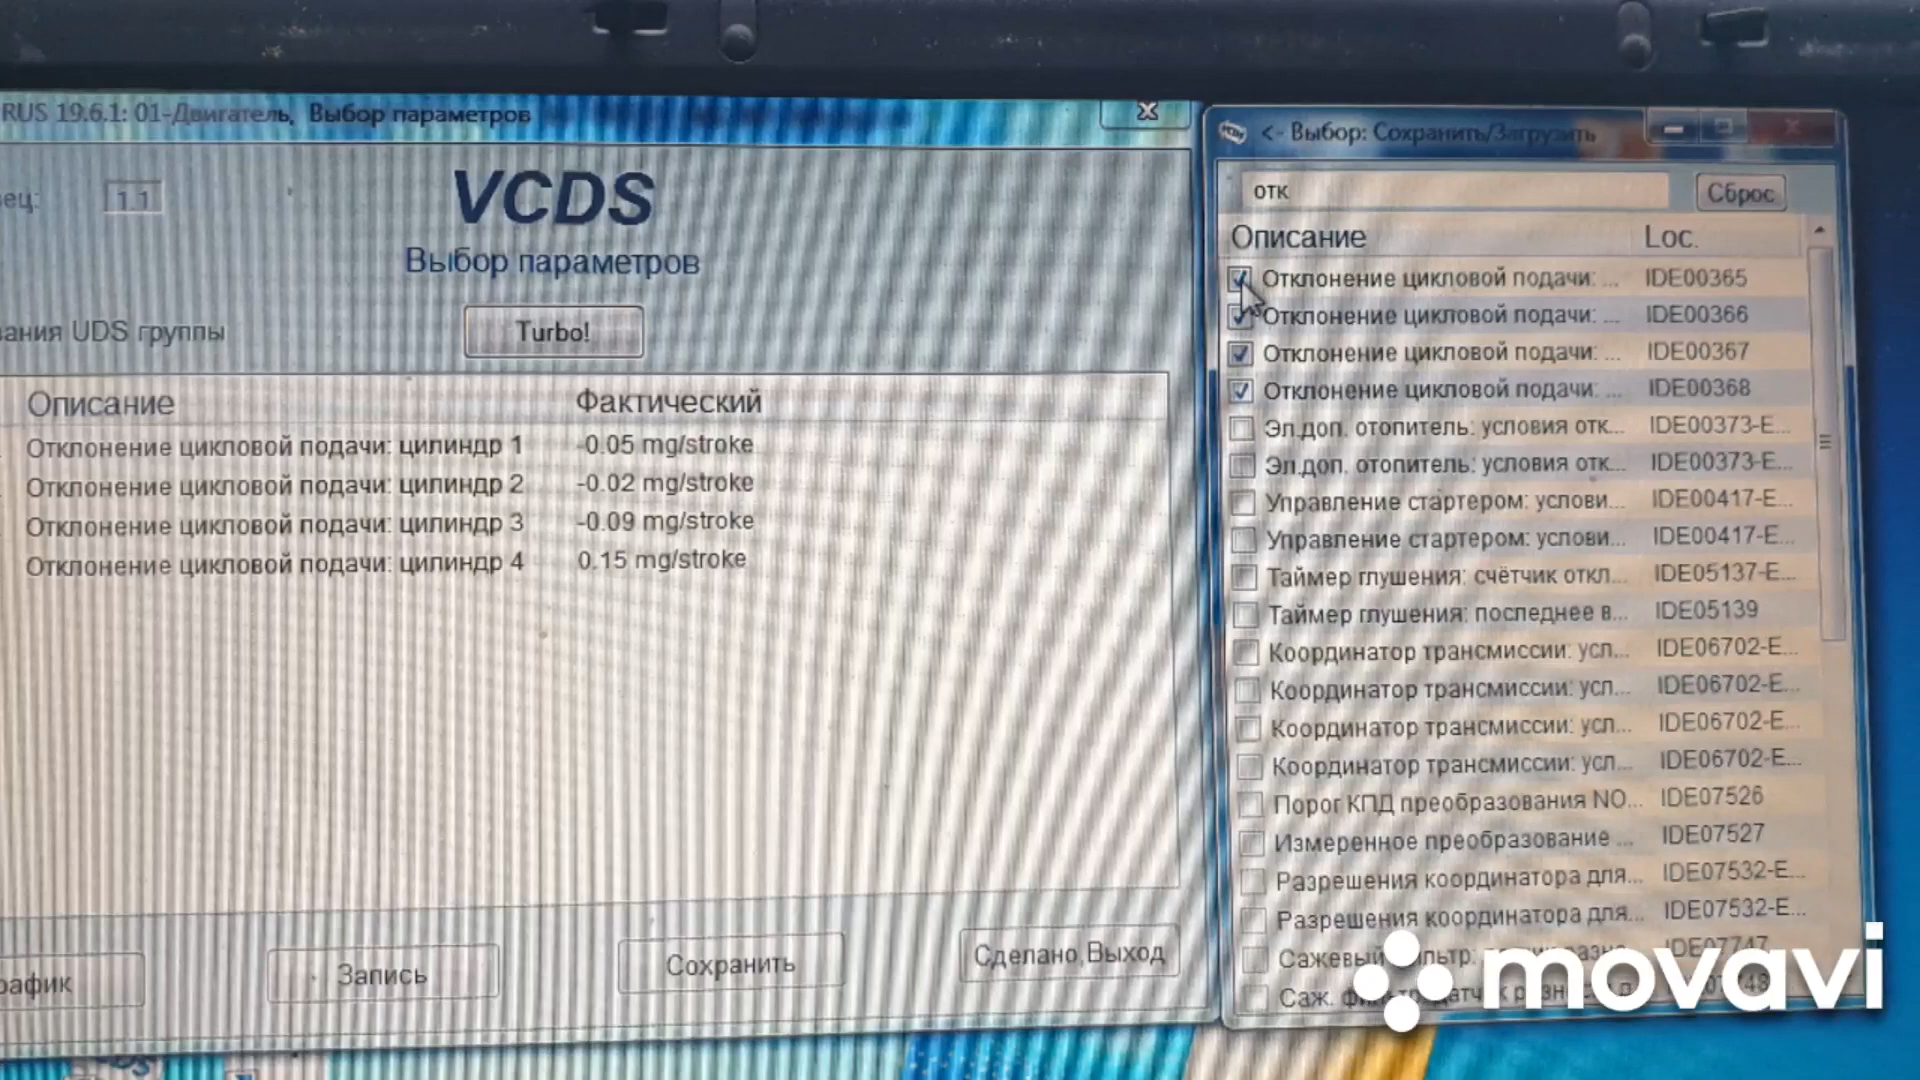 RUS 19.6.1: 01-Двигатель, Выбор параметров
1.1
VCDS
Выбор параметров
UDS группы
Turbo!
Описание Фактический
Отклонение цикловой подачи: цилиндр 1 -0.05 mg/stroke
Отклонение цикловой подачи: цилиндр 2 -0.02 mg/stroke
Отклонение цикловой подачи: цилиндр 3 -0.09 mg/stroke
Отклонение цикловой подачи: цилиндр 4 0.15 mg/stroke
Запись
Сохранить
Сделано,Выход
<- Выбор: Сохранить/Загрузить
отк
Сброс
Описание Loc.
Отклонение цикловой подачи: ... IDE00365
Отклонение цикловой подачи: ... IDE00366
Отклонение цикловой подачи: ... IDE00367
Отклонение цикловой подачи: ... IDE00368
Эл.доп. отопитель: условия отк... IDE00373-E...
Эл.доп. отопитель: условия отк... IDE00373-E...
Управление стартером: услови... IDE00417-E...
Управление стартером: услови... IDE00417-E...
Таймер глушения: счётчик откл... IDE05137-E...
Таймер глушения: последнее в... IDE05139
Координатор трансмиссии: усл... IDE06702-E...
Координатор трансмиссии: усл... IDE06702-E...
Координатор трансмиссии: усл... IDE06702-E...
Координатор трансмиссии: усл... IDE06702-E...
Порог КПД преобразования NO... IDE07526
Измеренное преобразование ... IDE07527
Разрешения координатора для... IDE07532-E...
Разрешения координатора для... IDE07532-E...
Сажевый IDE07747
Саж.
movavi